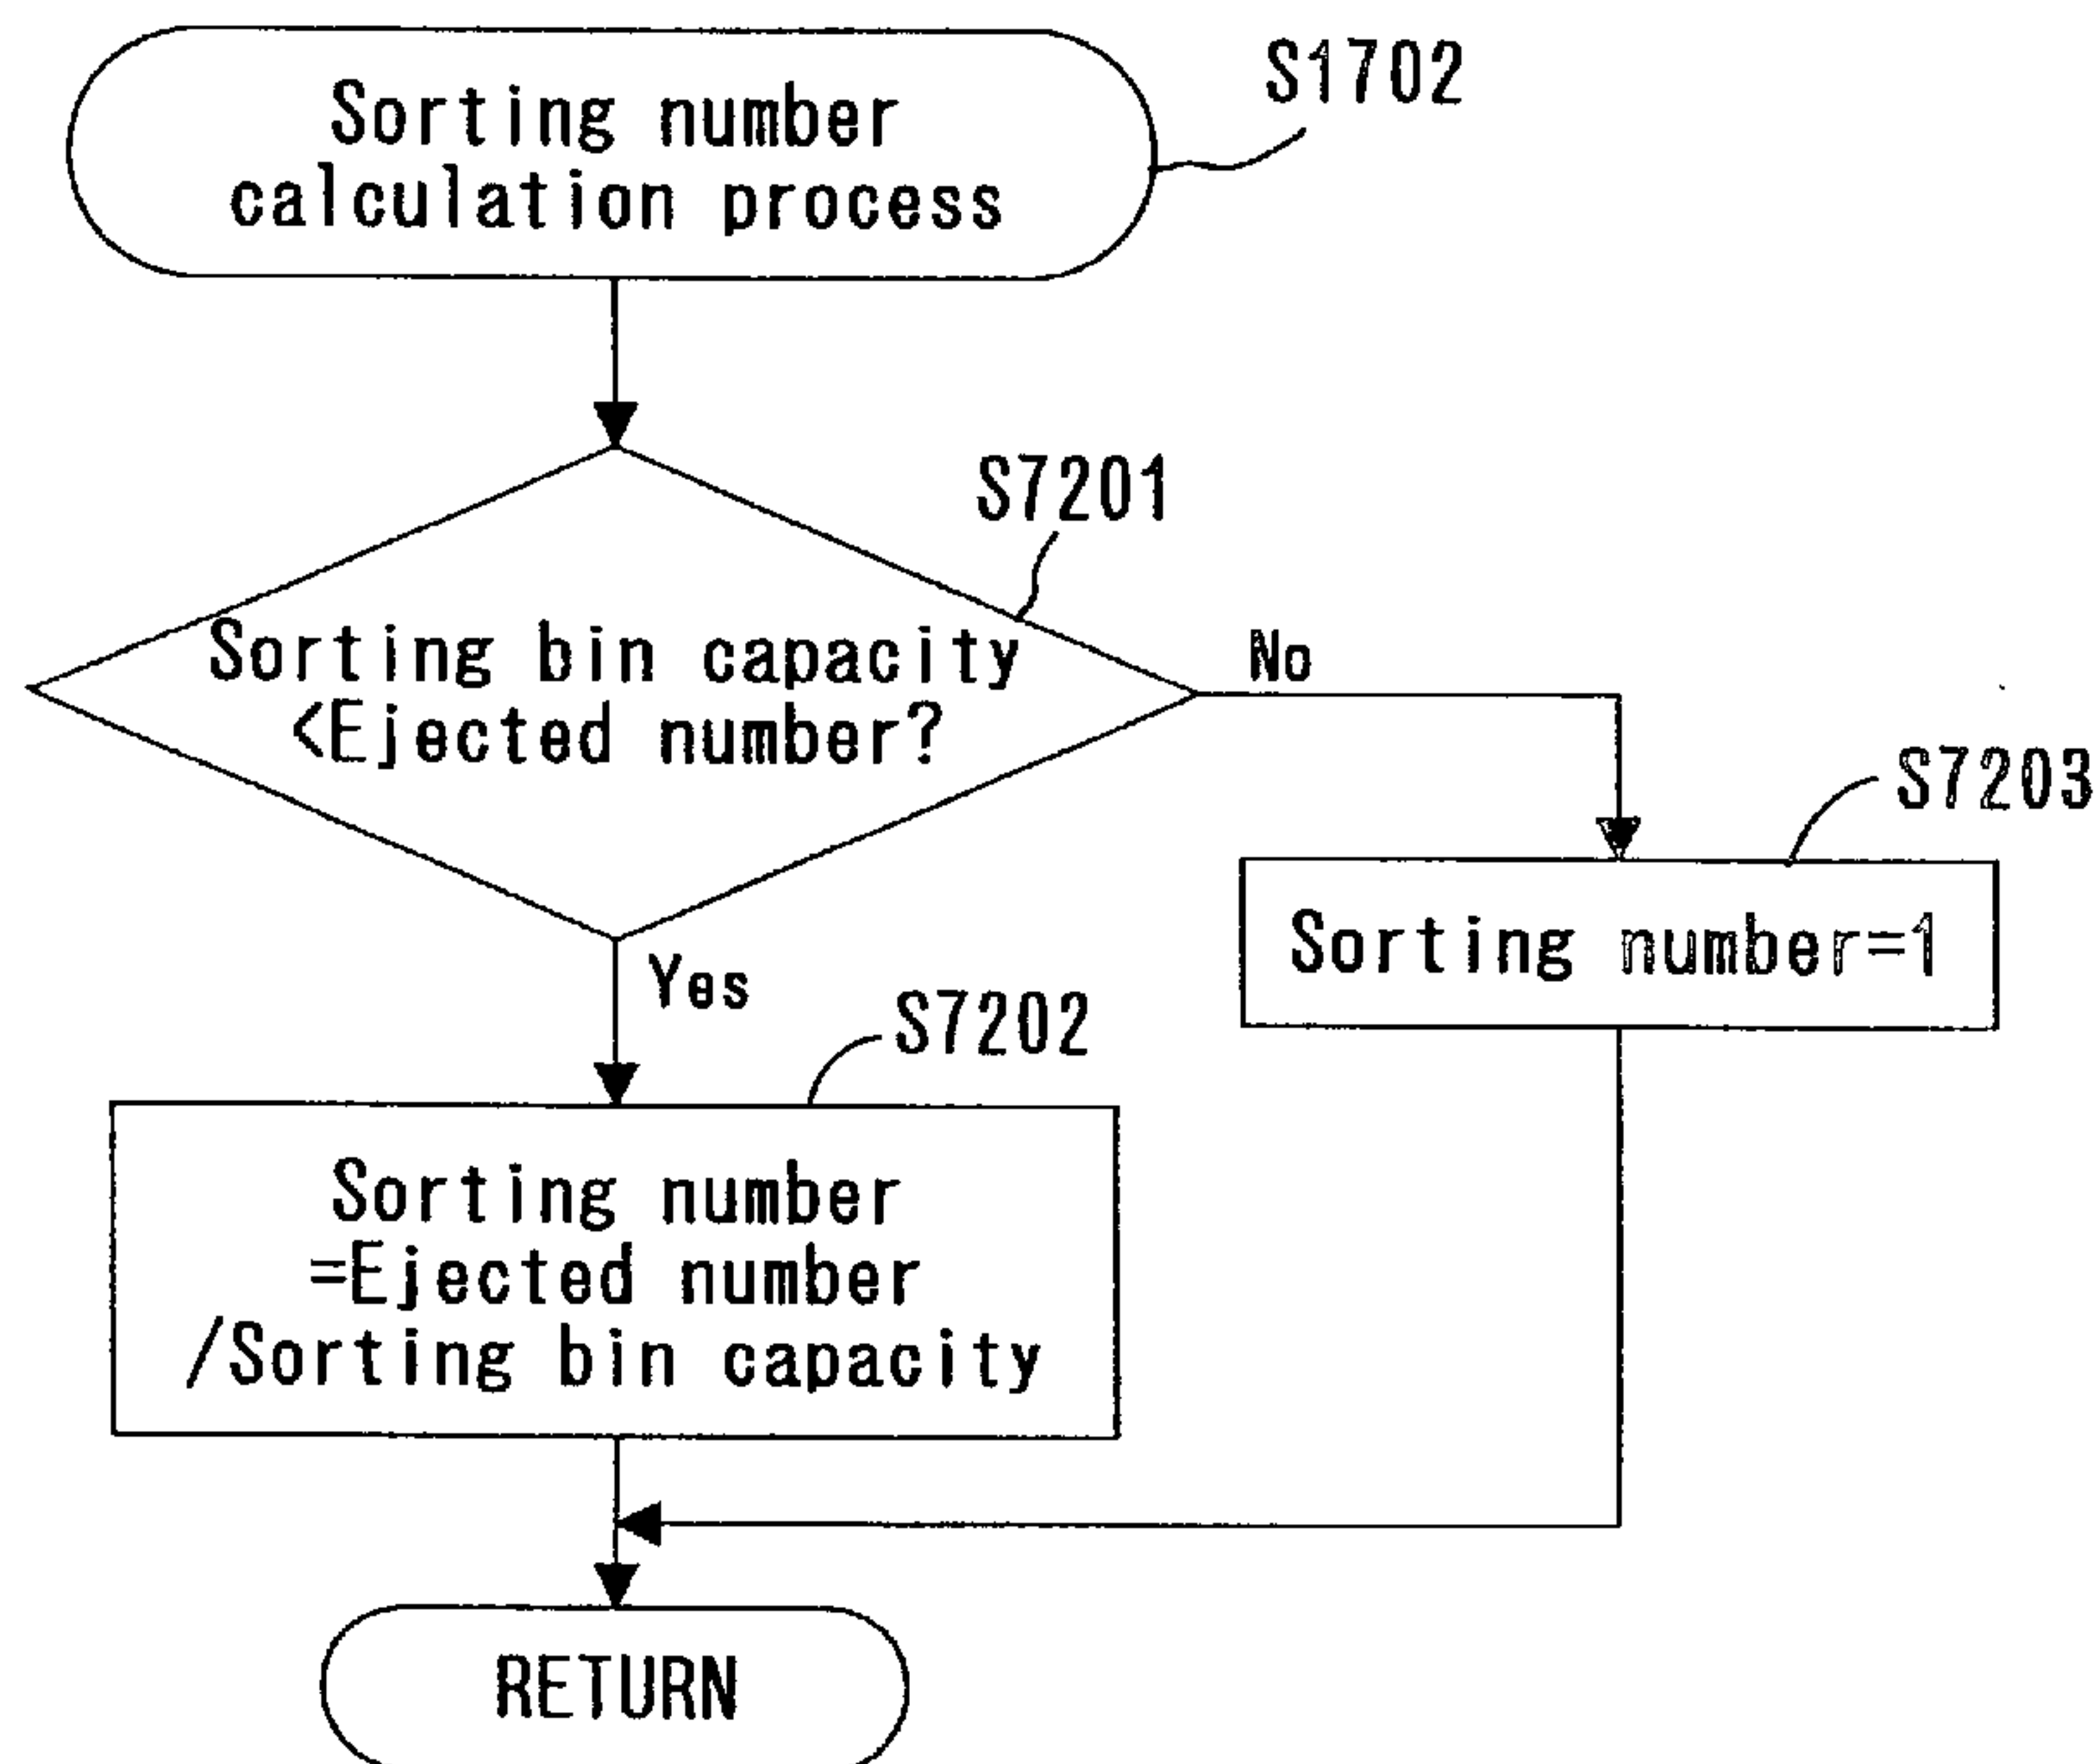 Sorting number
calculation process
S1702
S7201
Sorting bin capacity
<Ejected number?
No
S7203
Sorting number=1
Yes
S7202
Sorting number
=Ejected number
/Sorting bin capacity
RETURN